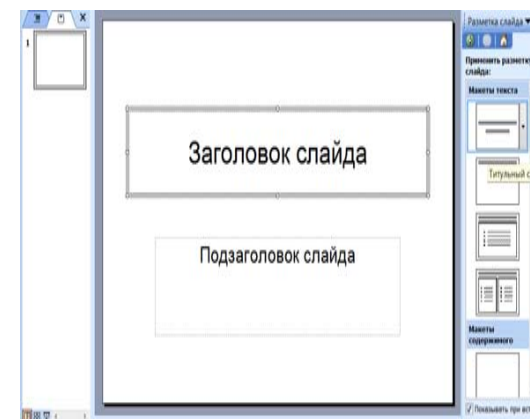 1
Заголовок слайда
Подзаголовок слайда
Разметка слайда
Применить разметку
слайда:
Макеты текста
Титульный с
Макеты
содержимого
Показывать при вс